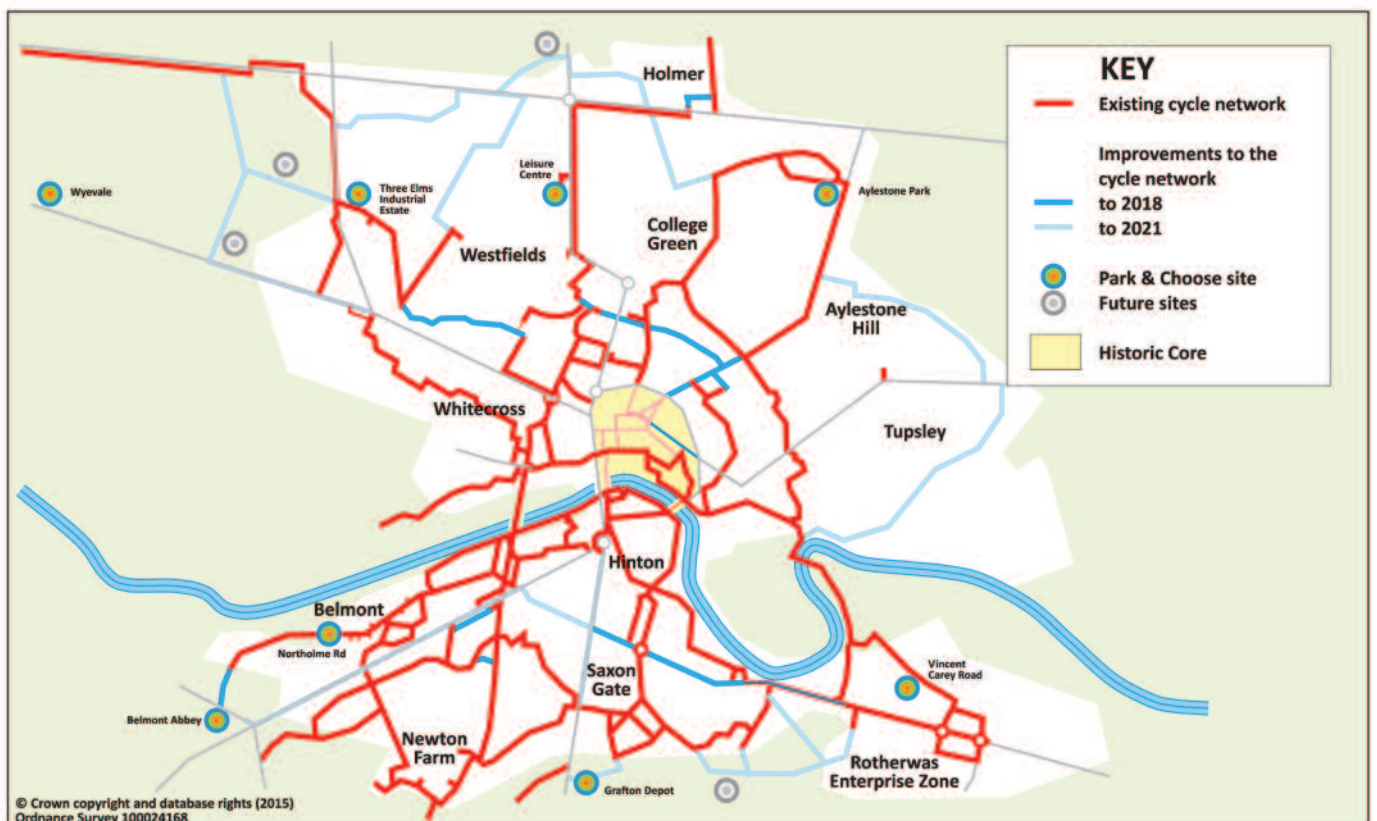 Holmer
KEY
Existing cycle network
Improvements to the
cycle network
to 2018
to 2021
Park & Choose site
Future sites
Historic Core
Wyevale
Three Elms
Industrial
Estate
Leisure
Centre
Aylestone Park
College
Green
Westfields
Aylestone
Hill
Whitecross
Tupsley
Hinton
Belmont
Northolme Rd
Saxon
Gate
Vincent
Carey Road
Belmont Abbey
Newton
Farm
Rotherwas
Enterprise Zone
Grafton Depot
© Crown copyright and database rights (2015)
Ordnance Survey 100024168